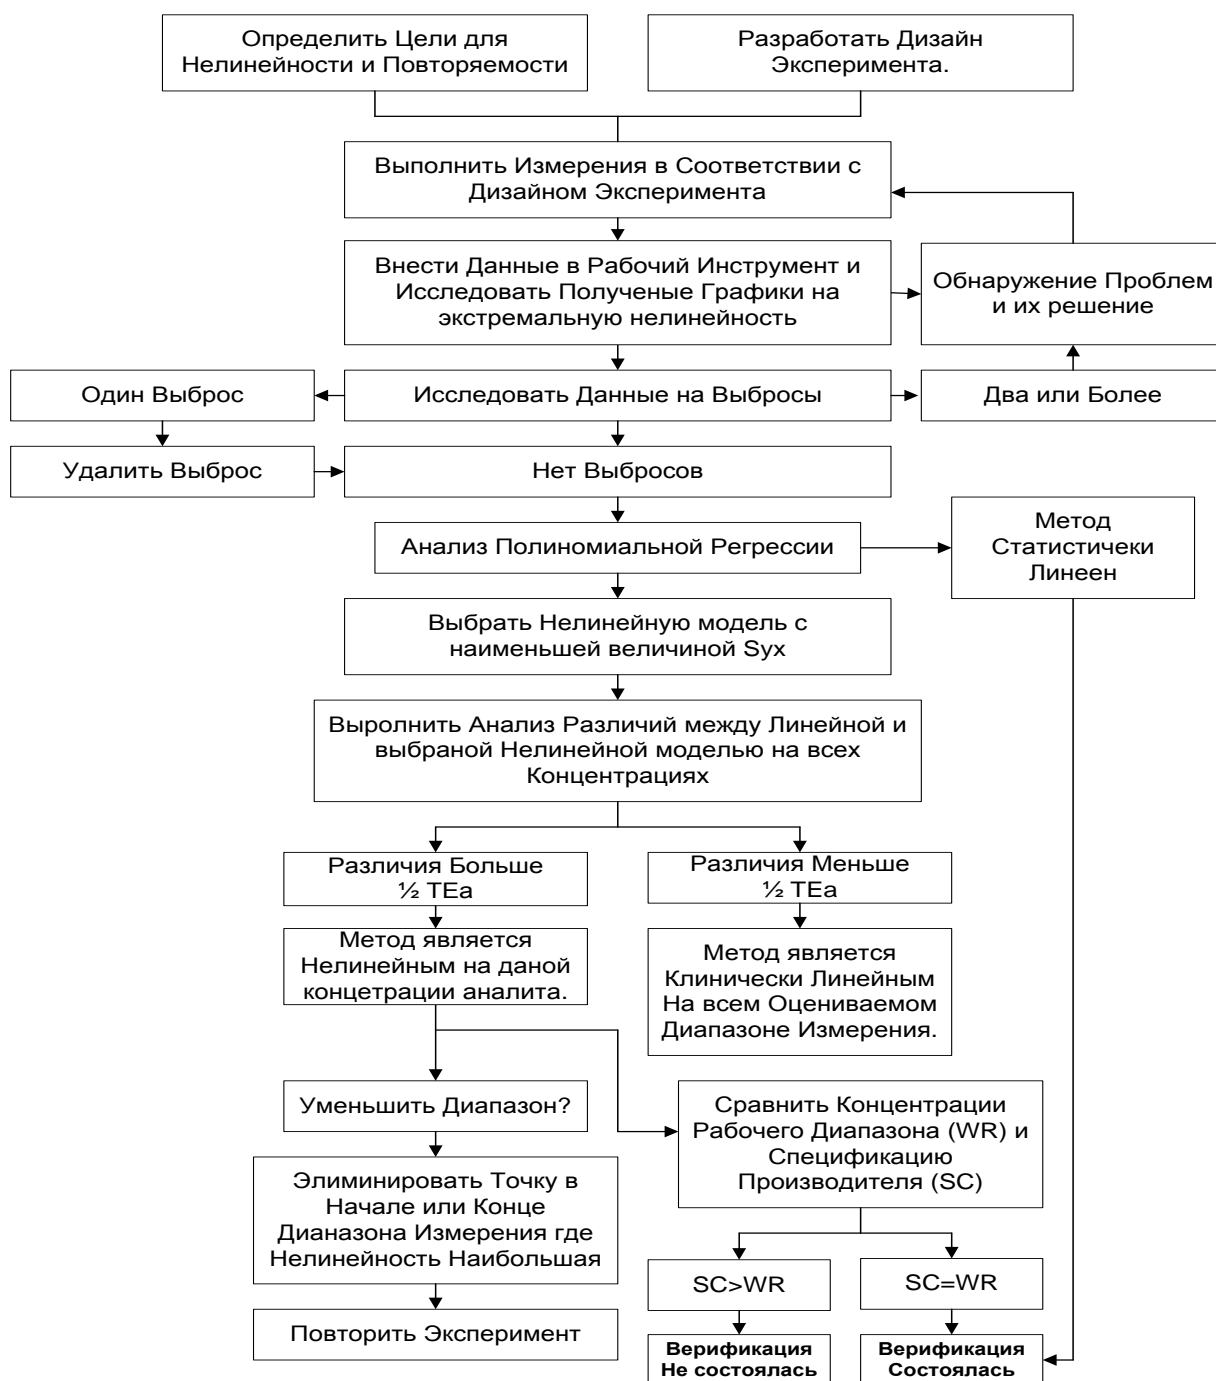 Определить Цели для
Нелинейности и Повторяемости
Разработать Дизайн
Эксперимента.
Выполнить Измерения в Соответствии с
Дизайном Эксперимента
Внести Данные в Рабочий Инструмент и
Исследовать Полученые Графики на
экстремальную нелинейность
Обнаружение Проблем
и их решение
Один Выброс
Исследовать Данные на Выбросы
Два или Более
Удалить Выброс
Нет Выбросов
Анализ Полиномиальной Регрессии
Метод
Статистичеки
Линеен
Выбрать Нелинейную модель с
наименьшей величиной Syx
Выролнить Анализ Различий между Линейной и
выбраной Нелинейной моделью на всех
Концентрациях
Различия Больше
½ TEa
Различия Меньше
½ TEa
Метод является
Нелинейным на даной
концетрации аналита.
Метод является
Клинически Линейным
На всем Оцениваемом
Диапазоне Измерения.
Уменьшить Диапазон?
Сравнить Концентрации
Рабочего Диапазона (WR) и
Спецификацию
Производителя (SC)
Элиминировать Точку в
Начале или Конце
Дианазона Измерения где
Нелинейность Наибольшая
SC>WR
SC=WR
Повторить Эксперимент
Верификация
Не состоялась
Верификация
Состоялась